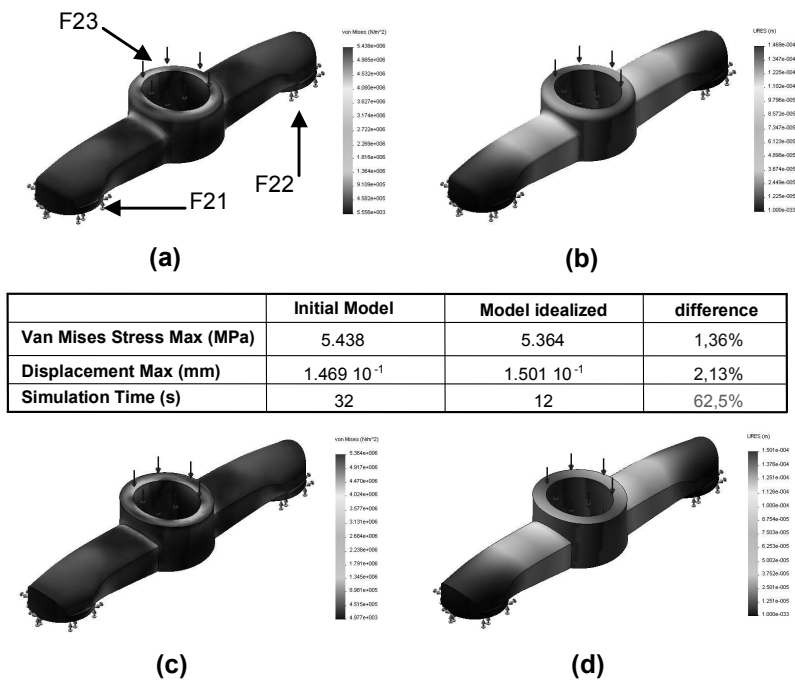 F23
von Mises (N/m^2)
5.438e+006
4.985e+006
4.532e+006
4.080e+006
3.627e+006
3.174e+006
2.722e+006
2.269e+006
1.816e+006
1.364e+006
9.109e+005
4.582e+005
5.556e+003
F22
F21
(a)
URES (m)
1.469e-004
1.347e-004
1.225e-004
1.102e-004
9.796e-005
8.572e-005
7.347e-005
6.123e-005
4.898e-005
3.674e-005
2.449e-005
1.225e-005
1.000e-033
(b)
Initial Model Model idealized difference
Van Mises Stress Max (MPa) 5.438 5.364 1,36%
Displacement Max (mm) 1.469 10⁻¹ 1.501 10⁻¹ 2,13%
Simulation Time (s) 32 12 62,5%
von Mises (N/m^2)
5.364e+006
4.917e+006
4.470e+006
4.024e+006
3.577e+006
3.131e+006
2.684e+006
2.238e+006
1.791e+006
1.345e+006
8.981e+005
4.515e+005
4.977e+003
(c)
URES (m)
1.501e-004
1.376e-004
1.251e-004
1.126e-004
1.000e-004
8.754e-005
7.503e-005
6.253e-005
5.002e-005
3.752e-005
2.501e-005
1.251e-005
1.000e-033
(d)